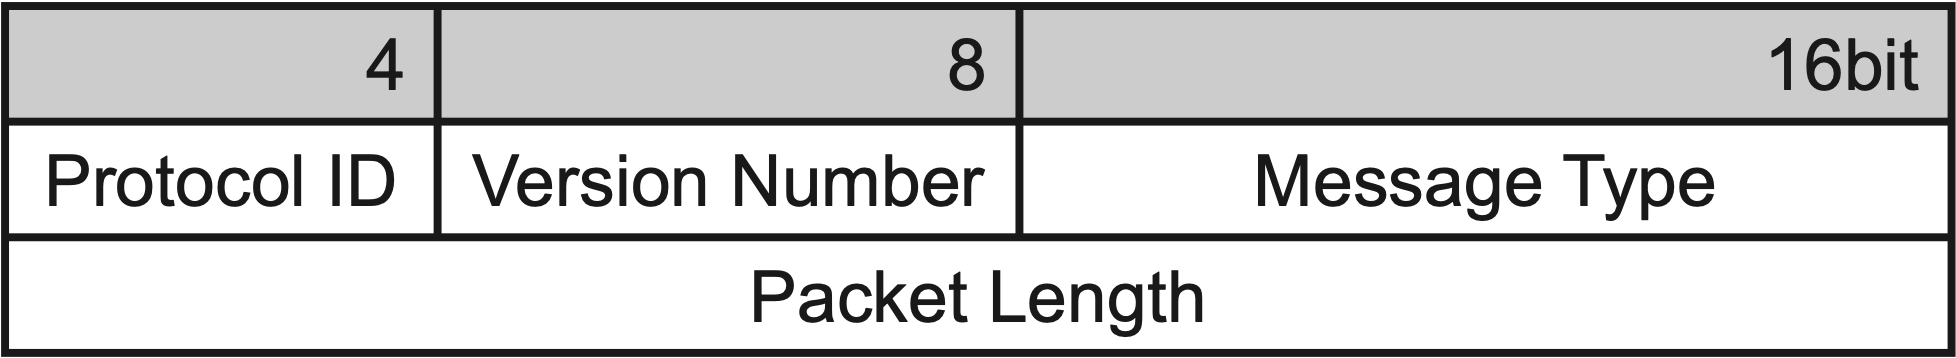 4 8 16bit
Protocol ID Version Number Message Type
Packet Length